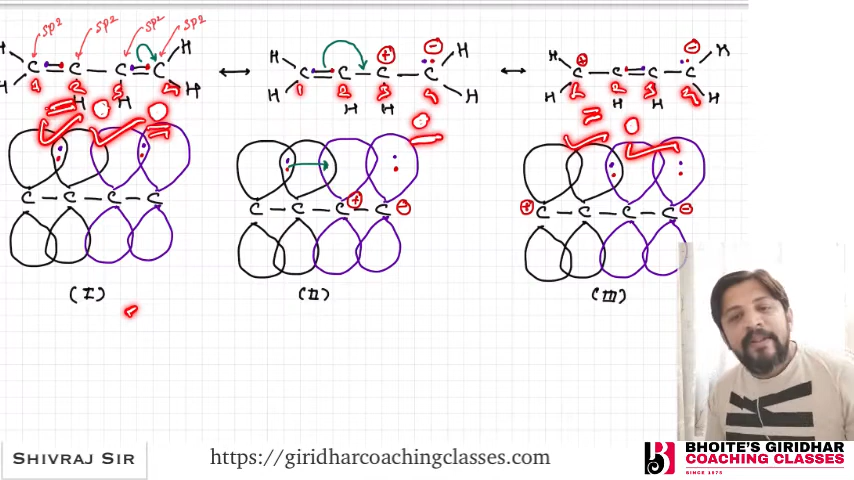 sp² sp² sp² sp²
H H H H
C = C — C = C ↔ C = C — C — C ↔ C — C = C — C
⊕ ⊖ ⊕ ⊖
H 1 2 3 4 H H 1 2 3 4 H H 1 2 3 4 H
H H H H H H
C — C — C — C C — C — C — C ⊕ ⊖ ⊕ C — C — C — C ⊖
(I) (II) (III)
SHIVRAJ SIR
https://giridharcoachingclasses.com
BHOITE'S GIRIDHAR
COACHING CLASSES
SINCE 1975